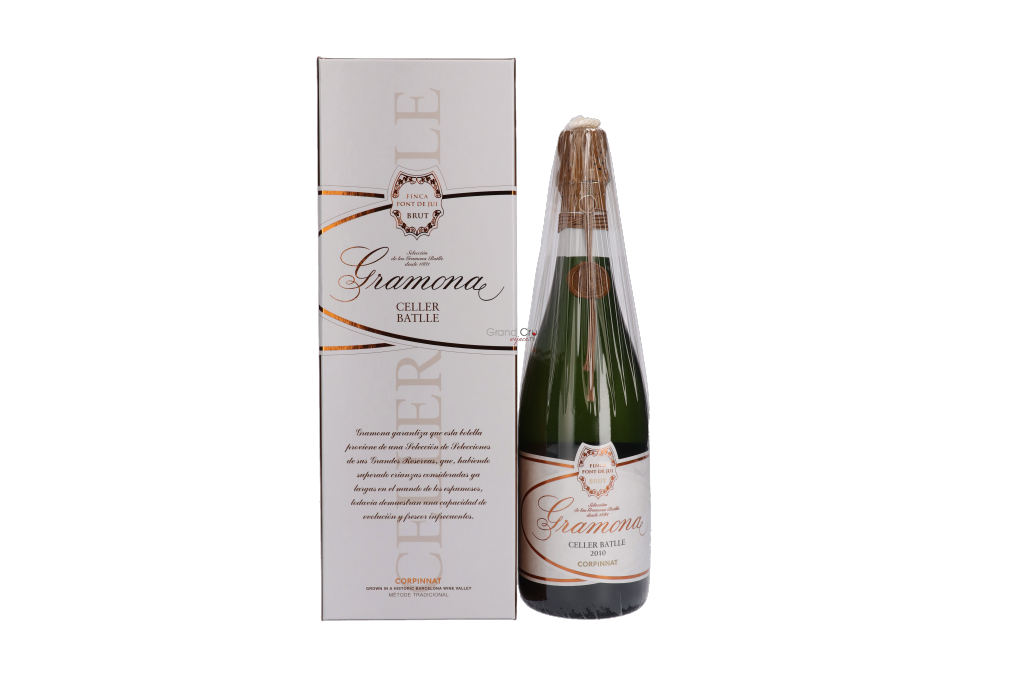 CELLER BATLLE
FINCA
FONT DE JUI
BRUT
Selección
de los Gramona Batlle
desde 1881
Gramona
CELLER
BATLLE
Gramona garantiza que esta botella
proviene de una Selección de Selecciones
de sus Grandes Reservas, que, habiendo
superado crianzas consideradas ya
largas en el mundo de los espumosos,
todavía demuestran una capacidad de
evolución y frescor infrecuentes.
CORPINNAT
GROWN IN A HISTORIC BARCELONA WINE VALLEY
MÈTODE TRADICIONAL
Grand Cru
wijnen
FINCA
FONT DE JUI
BRUT
Selección
de los Gramona Batlle
desde 1881
Gramona
CELLER BATLLE
2010
CORPINNAT